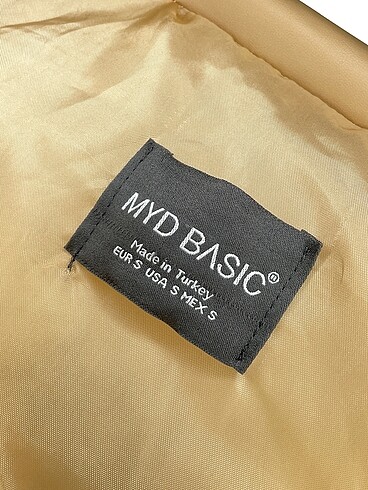 MYD BASIC®
Made in Turkey
EUR S USA S MEX S